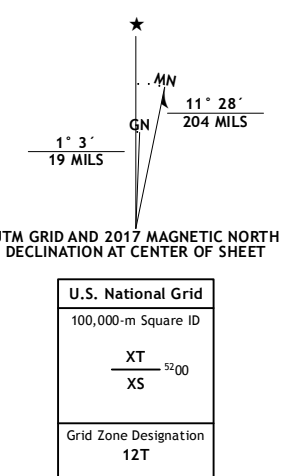 ★
MN
11° 28´
GN
204 MILS
1° 3´
19 MILS
UTM GRID AND 2017 MAGNETIC NORTH
DECLINATION AT CENTER OF SHEET
U.S. National Grid
100,000-m Square ID
XT
5200
XS
Grid Zone Designation
12T